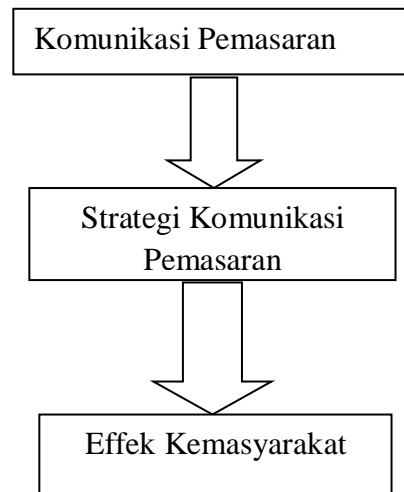 Komunikasi Pemasaran
Strategi Komunikasi
Pemasaran
Effek Kemasyarakat